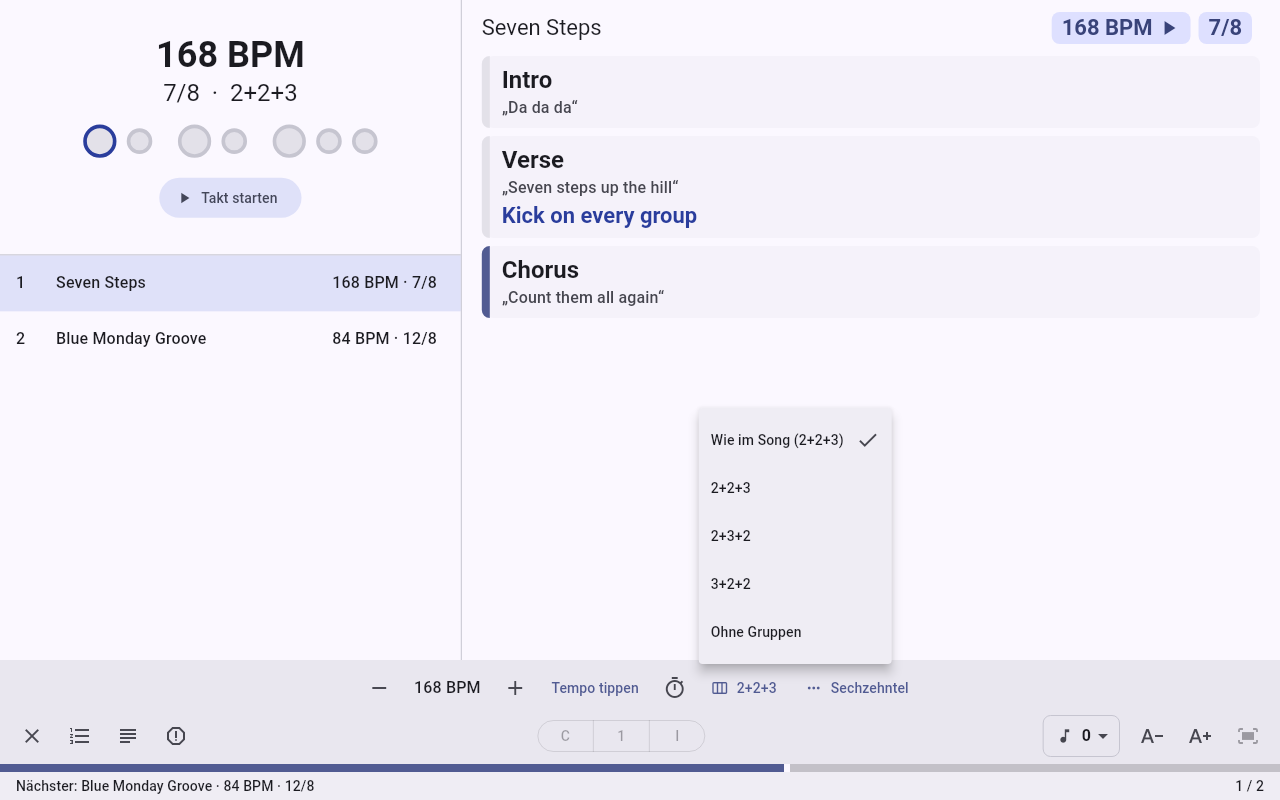 168 BPM
7/8 · 2+2+3
Takt starten
1 Seven Steps 168 BPM · 7/8
2 Blue Monday Groove 84 BPM · 12/8
Seven Steps 168 BPM 7/8
Intro
„Da da da“
Verse
„Seven steps up the hill“
Kick on every group
Chorus
„Count them all again“
Wie im Song (2+2+3)
2+2+3
2+3+2
3+2+2
Ohne Gruppen
168 BPM Tempo tippen 2+2+3 Sechzehntel
C 1 I 0 A− A+
Nächster: Blue Monday Groove · 84 BPM · 12/8 1 / 2